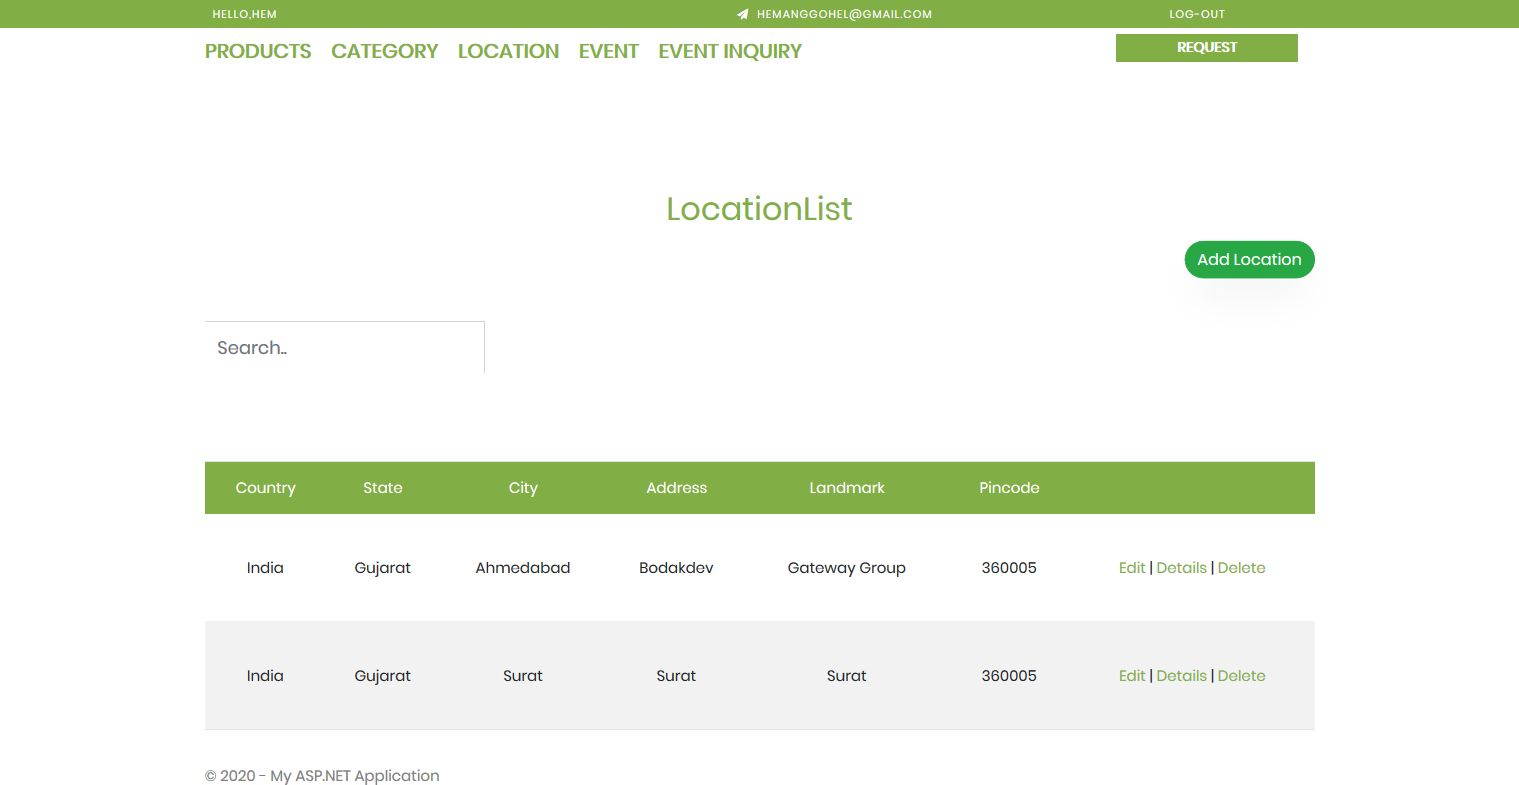 HELLO,HEM HEMANGGOHEL@GMAIL.COM LOG-OUT
PRODUCTS CATEGORY LOCATION EVENT EVENT INQUIRY REQUEST
LocationList
Add Location
Search..
Country State City Address Landmark Pincode
India Gujarat Ahmedabad Bodakdev Gateway Group 360005 Edit | Details | Delete
India Gujarat Surat Surat Surat 360005 Edit | Details | Delete
© 2020 - My ASP.NET Application